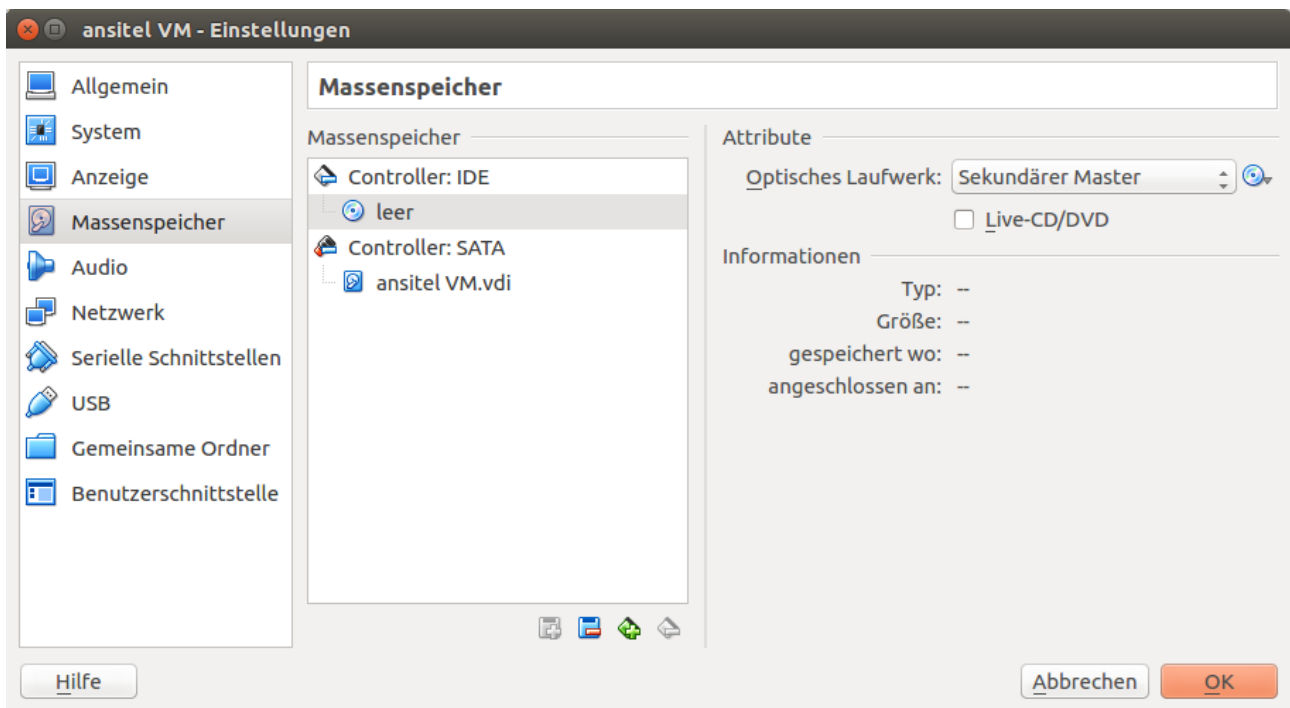 ansitel VM - Einstellungen
Allgemein
System
Anzeige
Massenspeicher
Audio
Netzwerk
Serielle Schnittstellen
USB
Gemeinsame Ordner
Benutzerschnittstelle
Massenspeicher
Massenspeicher
Controller: IDE
leer
Controller: SATA
ansitel VM.vdi
Attribute
Optisches Laufwerk: Sekundärer Master
Live-CD/DVD
Informationen
Typ: --
Größe: --
gespeichert wo: --
angeschlossen an: --
Hilfe
Abbrechen
OK